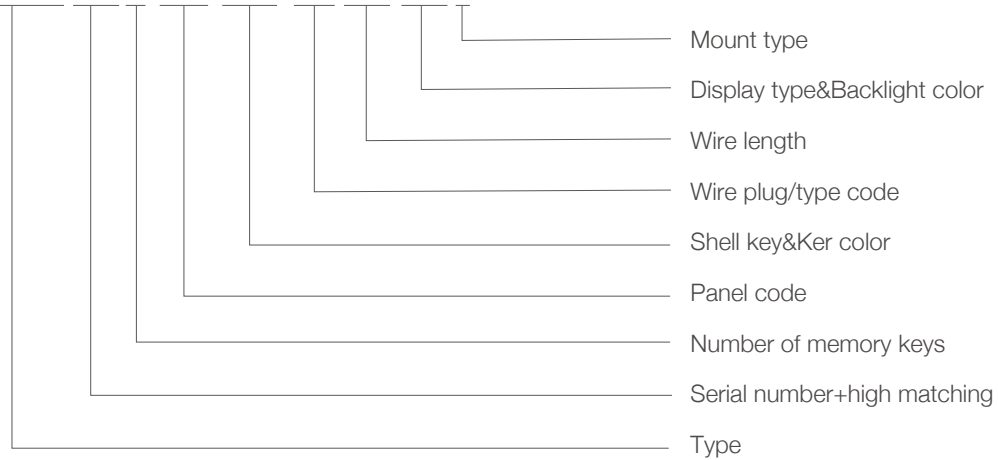 Mount type
Display type&Backlight color
Wire length
Wire plug/type code
Shell key&Ker color
Panel code
Number of memory keys
Serial number+high matching
Type